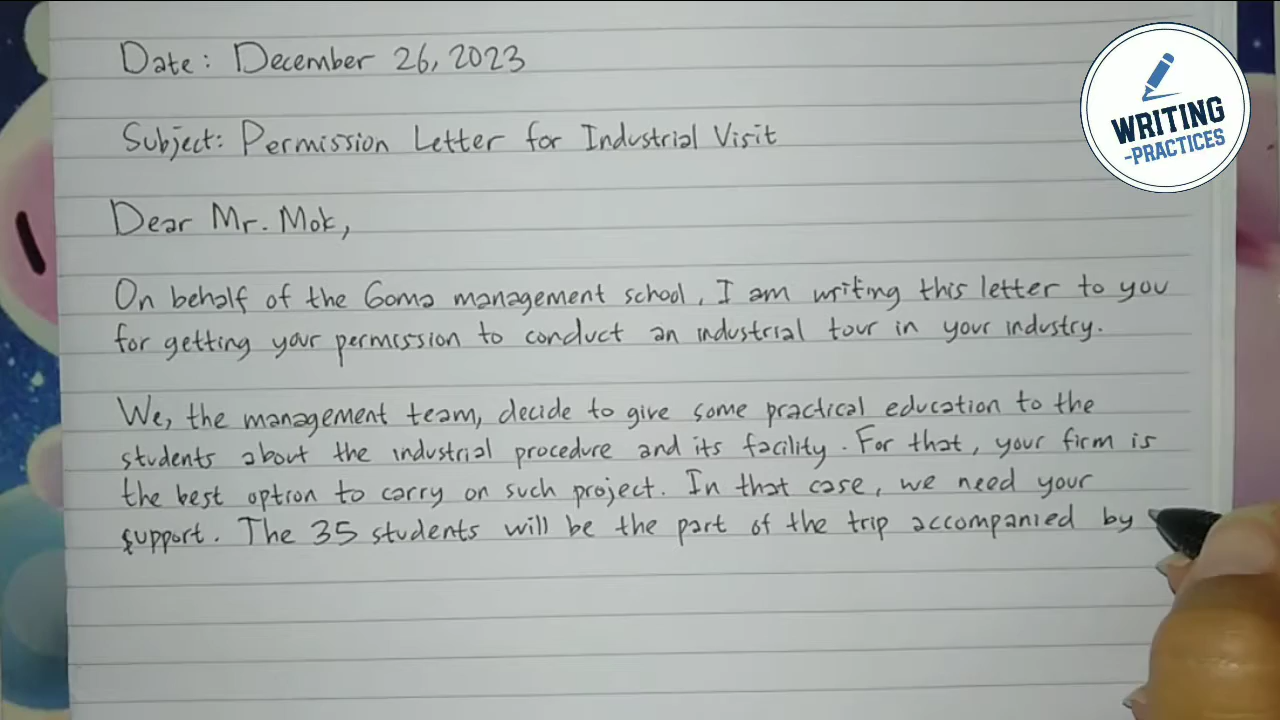 Date: December 26, 2023
WRITING
-PRACTICES
Subject: Permission Letter for Industrial Visit
Dear Mr. Mok,
On behalf of the Goma management school, I am writing this letter to you
for getting your permission to conduct an industrial tour in your industry.
We, the management team, decide to give some practical education to the
students about the industrial procedure and its facility. For that, your firm is
the best option to carry on such project. In that case, we need your
support. The 35 students will be the part of the trip accompanied by